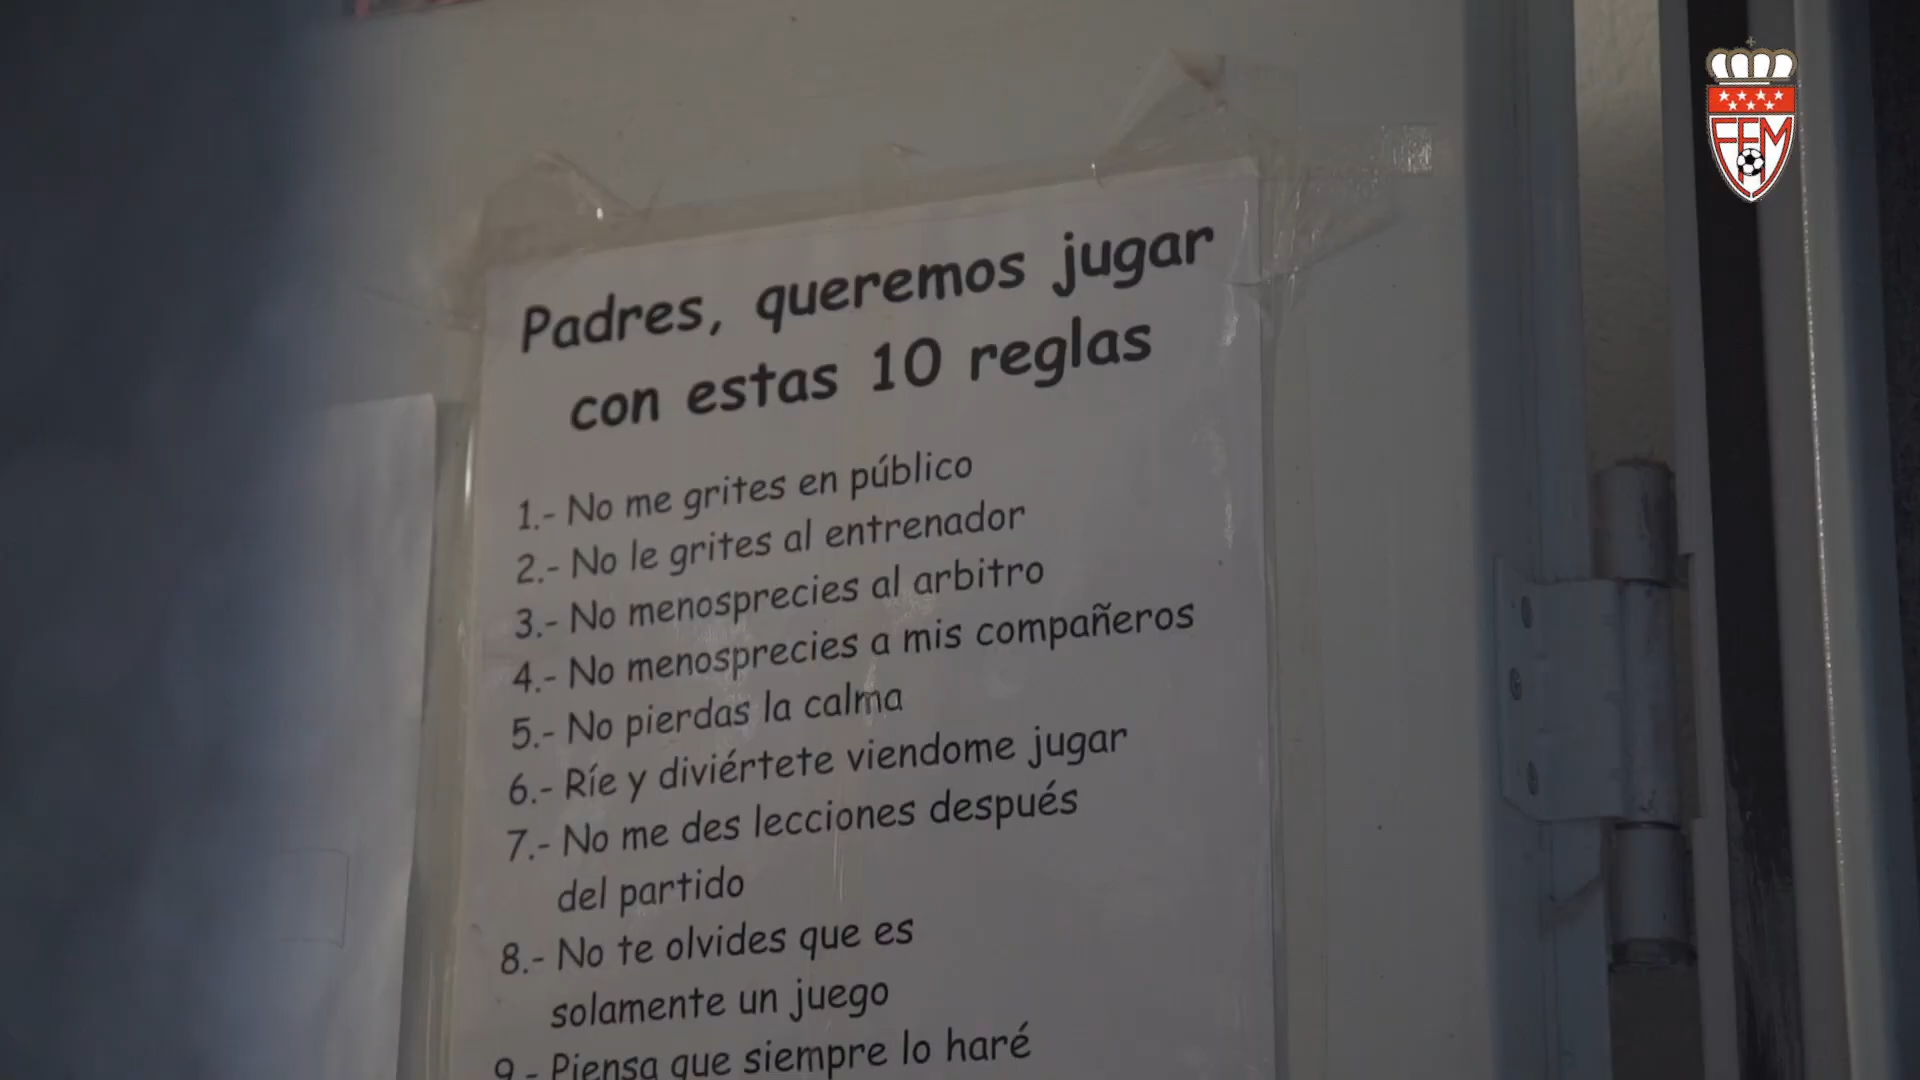 FFM
Padres, queremos jugar
con estas 10 reglas
1.- No me grites en público
2.- No le grites al entrenador
3.- No menosprecies al arbitro
4.- No menosprecies a mis compañeros
5.- No pierdas la calma
6.- Ríe y diviértete viendome jugar
7.- No me des lecciones después
del partido
8.- No te olvides que es
solamente un juego
9.- Piensa que siempre lo haré